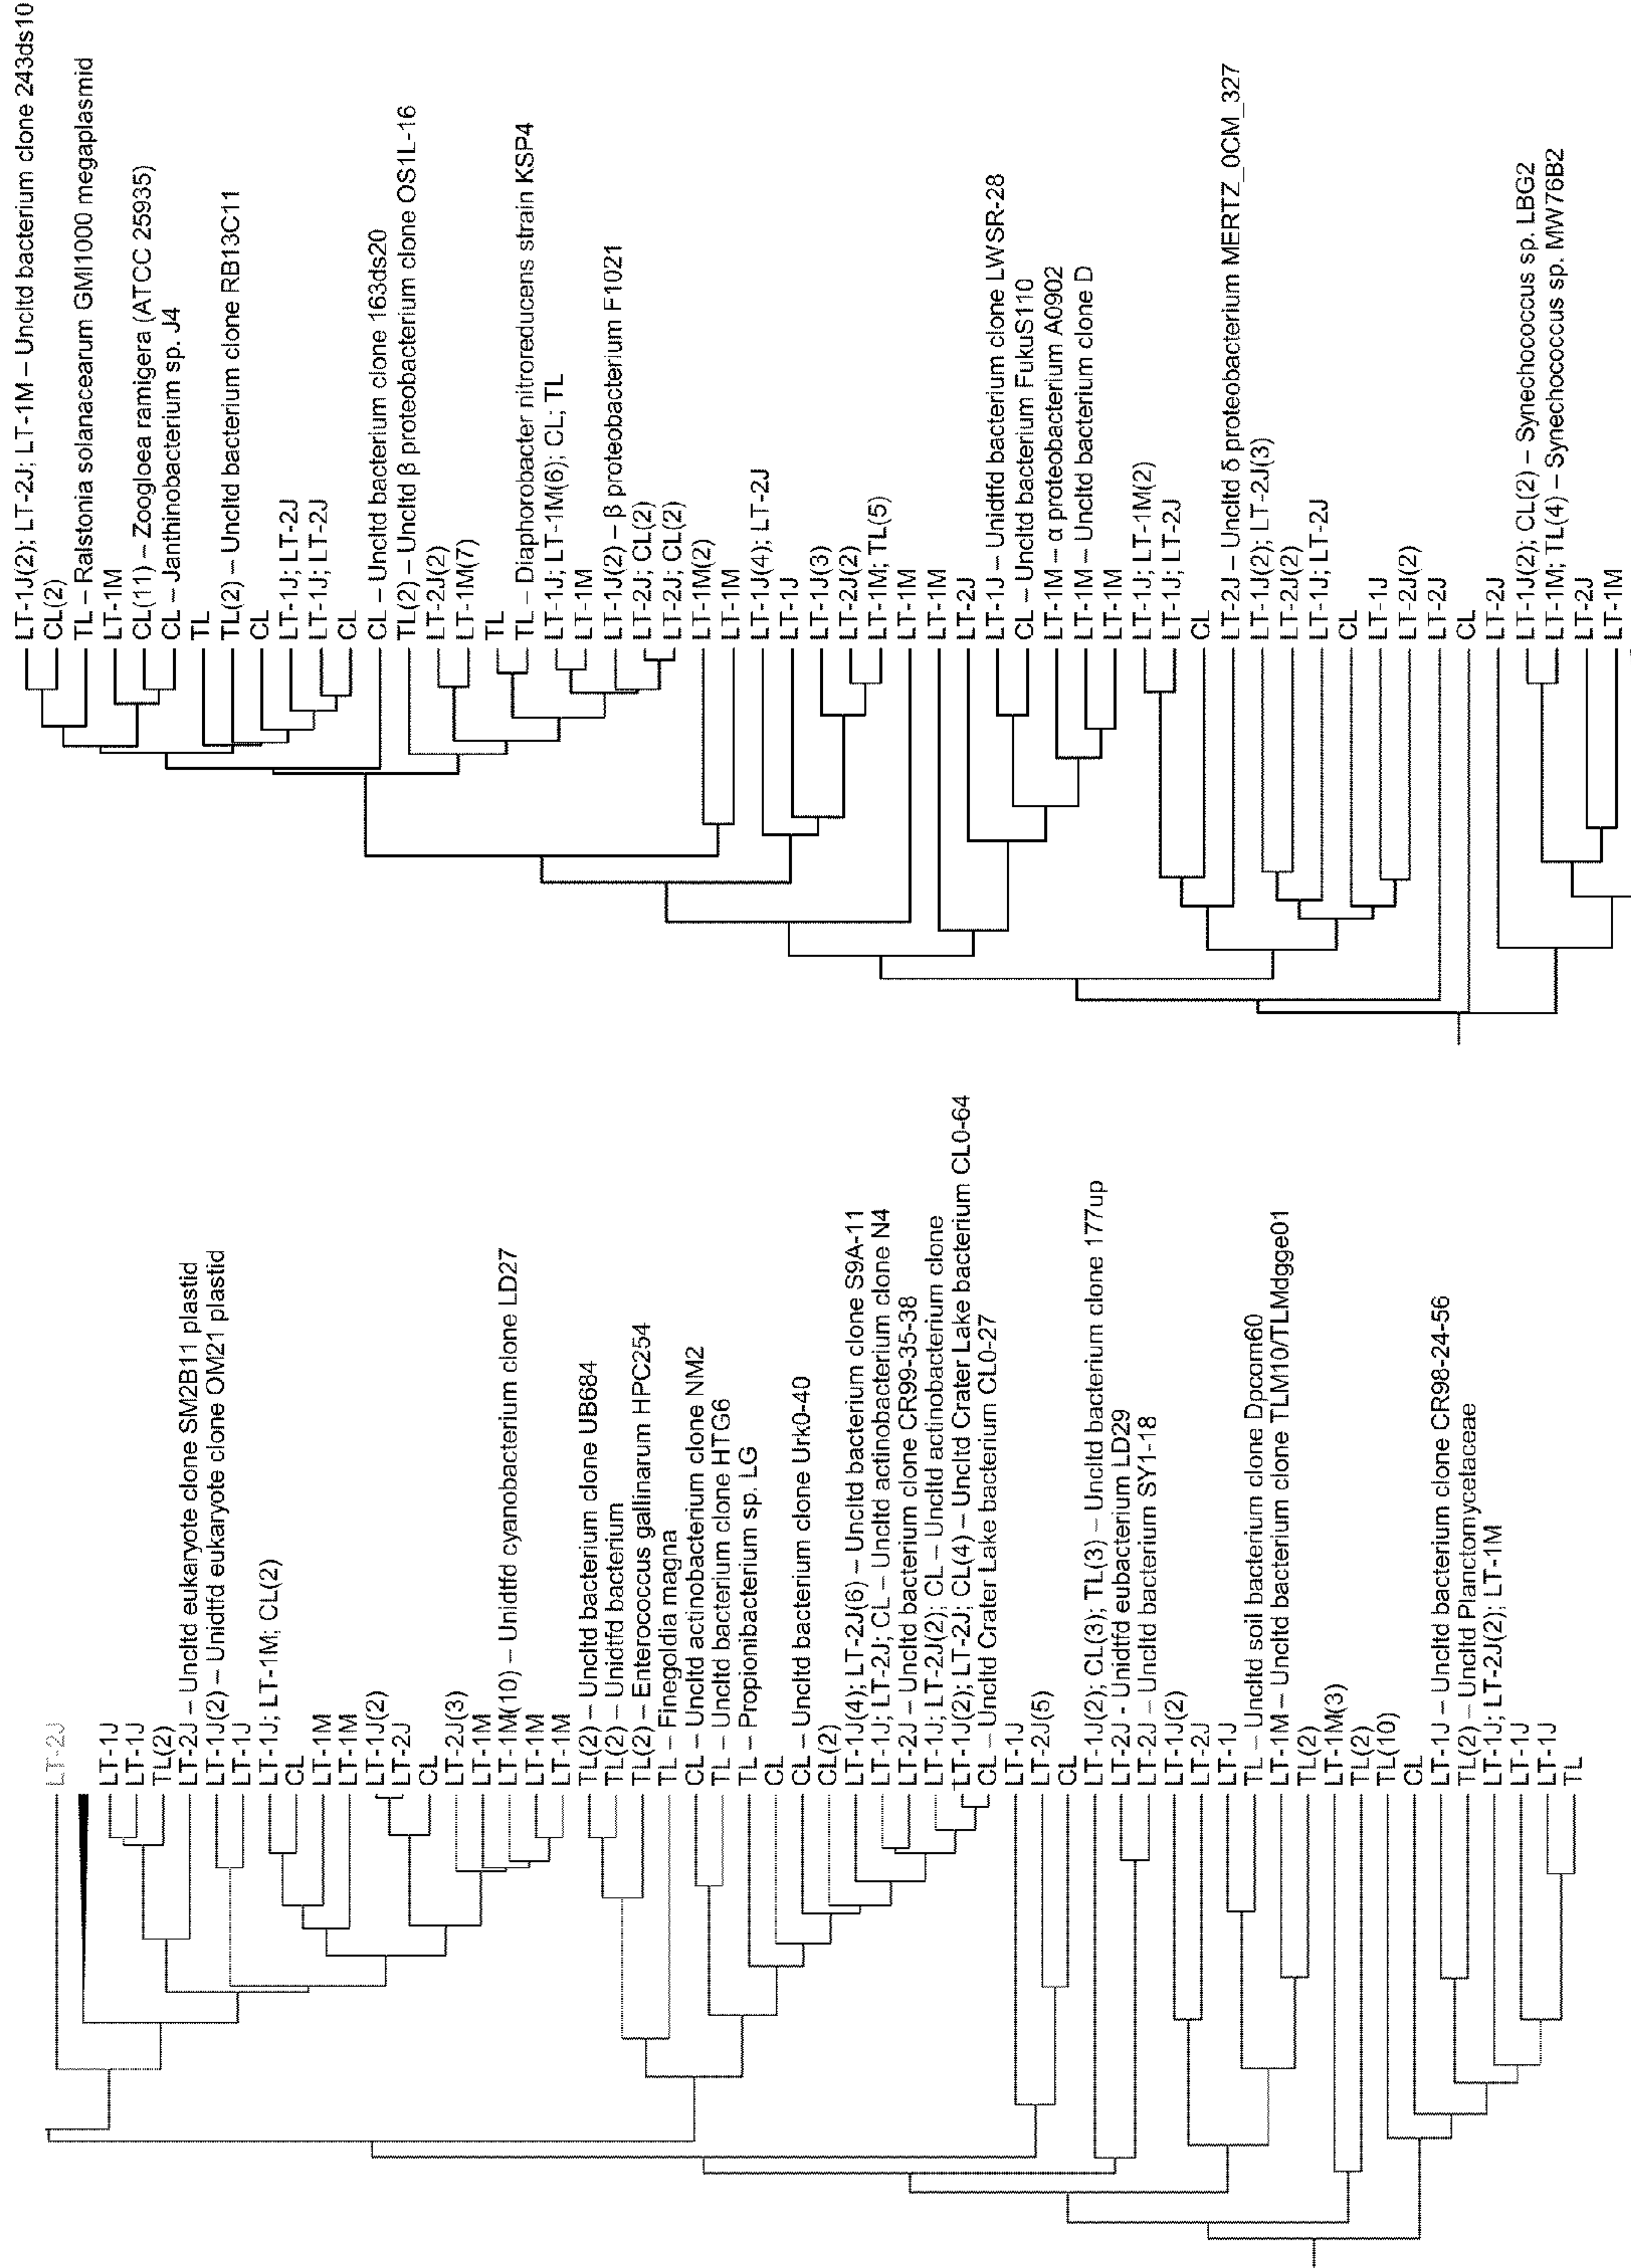 LT-1J(2); LT-2J; LT-1M – Uncltd bacterium clone 243ds10
CL(2)
TL – Ralstonia solanacearum GMI1000 megaplasmid
LT-1M
CL(11) – Zoogloea ramigera (ATCC 25935)
CL – Janthinobacterium sp. J4
TL
TL(2) – Uncltd bacterium clone RB13C11
CL
LT-1J; LT-2J
LT-1J; LT-2J
CL
CL – Uncltd bacterium clone 163ds20
TL(2) – Uncltd β proteobacterium clone OS1L-16
LT-2J(2)
LT-1M(7)
TL
TL – Diaphorobacter nitroreducens strain KSP4
LT-1J; LT-1M(6); CL; TL
LT-1M
LT-1J(2) – β proteobacterium F1021
LT-2J; CL(2)
LT-2J; CL(2)
LT-1M(2)
LT-1M
LT-1J(4); LT-2J
LT-1J
LT-1J(3)
LT-2J(2)
LT-1M; TL(5)
LT-1M
LT-1M
LT-2J
LT-1J – Unidtfd bacterium clone LWSR-28
CL – Uncltd bacterium FukuS110
LT-1M – α proteobacterium A0902
LT-1M – Uncltd bacterium clone D
LT-1M
LT-1J; LT-1M(2)
LT-1J; LT-2J
CL
LT-2J – Uncltd δ proteobacterium MERTZ_0CM_327
LT-1J(2); LT-2J(3)
LT-2J(2)
LT-1J; LT-2J
CL
LT-1J
LT-2J(2)
LT-2J
CL
LT-2J
LT-1J(2); CL(2) – Synechococcus sp. LBG2
LT-1M; TL(4) – Synechococcus sp. MW76B2
LT-2J
LT-1M
LT-2J
LT-1J
LT-1J
TL(2)
LT-2J – Uncltd eukaryote clone SM2B11 plastid
LT-1J(2) – Unidtfd eukaryote clone OM21 plastid
LT-1J
LT-1J; LT-1M; CL(2)
CL
LT-1M
LT-1M
LT-1J(2)
LT-2J
CL
LT-2J(3)
LT-1M
LT-1M(10) – Unidtfd cyanobacterium clone LD27
LT-1M
LT-1M
TL(2) – Uncltd bacterium clone UB684
TL(2) – Unidtfd bacterium
TL(2) – Enterococcus gallinarum HPC254
TL – Finegoldia magna
CL – Uncltd actinobacterium clone NM2
TL – Uncltd bacterium clone HTG6
TL – Propionibacterium sp. LG
CL
CL – Uncltd bacterium clone Urk0-40
CL(2)
LT-1J(4); LT-2J(6) – Uncltd bacterium clone S9A-11
LT-1J; LT-2J; CL – Uncltd actinobacterium clone N4
LT-2J – Uncltd bacterium clone CR99-35-38
LT-1J; LT-2J(2); CL – Uncltd actinobacterium clone
LT-1J(2); LT-2J; CL(4) – Uncltd Crater Lake bacterium CL0-64
CL – Uncltd Crater Lake bacterium CL0-27
LT-1J
LT-2J(5)
CL
LT-1J(2); CL(3); TL(3) – Uncltd bacterium clone 177up
LT-2J - Unidtfd eubacterium LD29
LT-2J – Uncltd bacterium SY1-18
LT-1J(2)
LT-2J
LT-1J
TL – Uncltd soil bacterium clone Dpcom60
LT-1M – Uncltd bacterium clone TLM10/TLMdgge01
TL(2)
LT-1M(3)
TL(2)
TL(10)
CL
LT-1J – Uncltd bacterium clone CR98-24-56
TL(2) – Uncltd Planctomycetaceae
LT-1J; LT-2J(2); LT-1M
LT-1J
LT-1J
TL